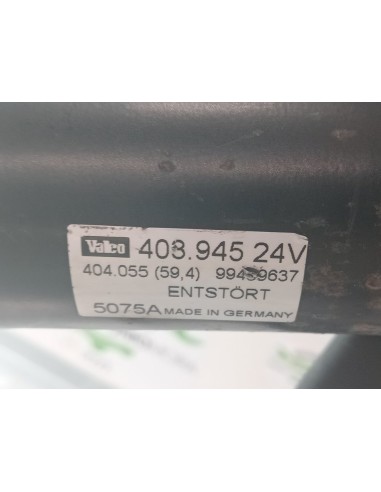 Valeo 403.945 24V
404.055 (59,4) 99439637
ENTSTÖRT
5075A MADE IN GERMANY